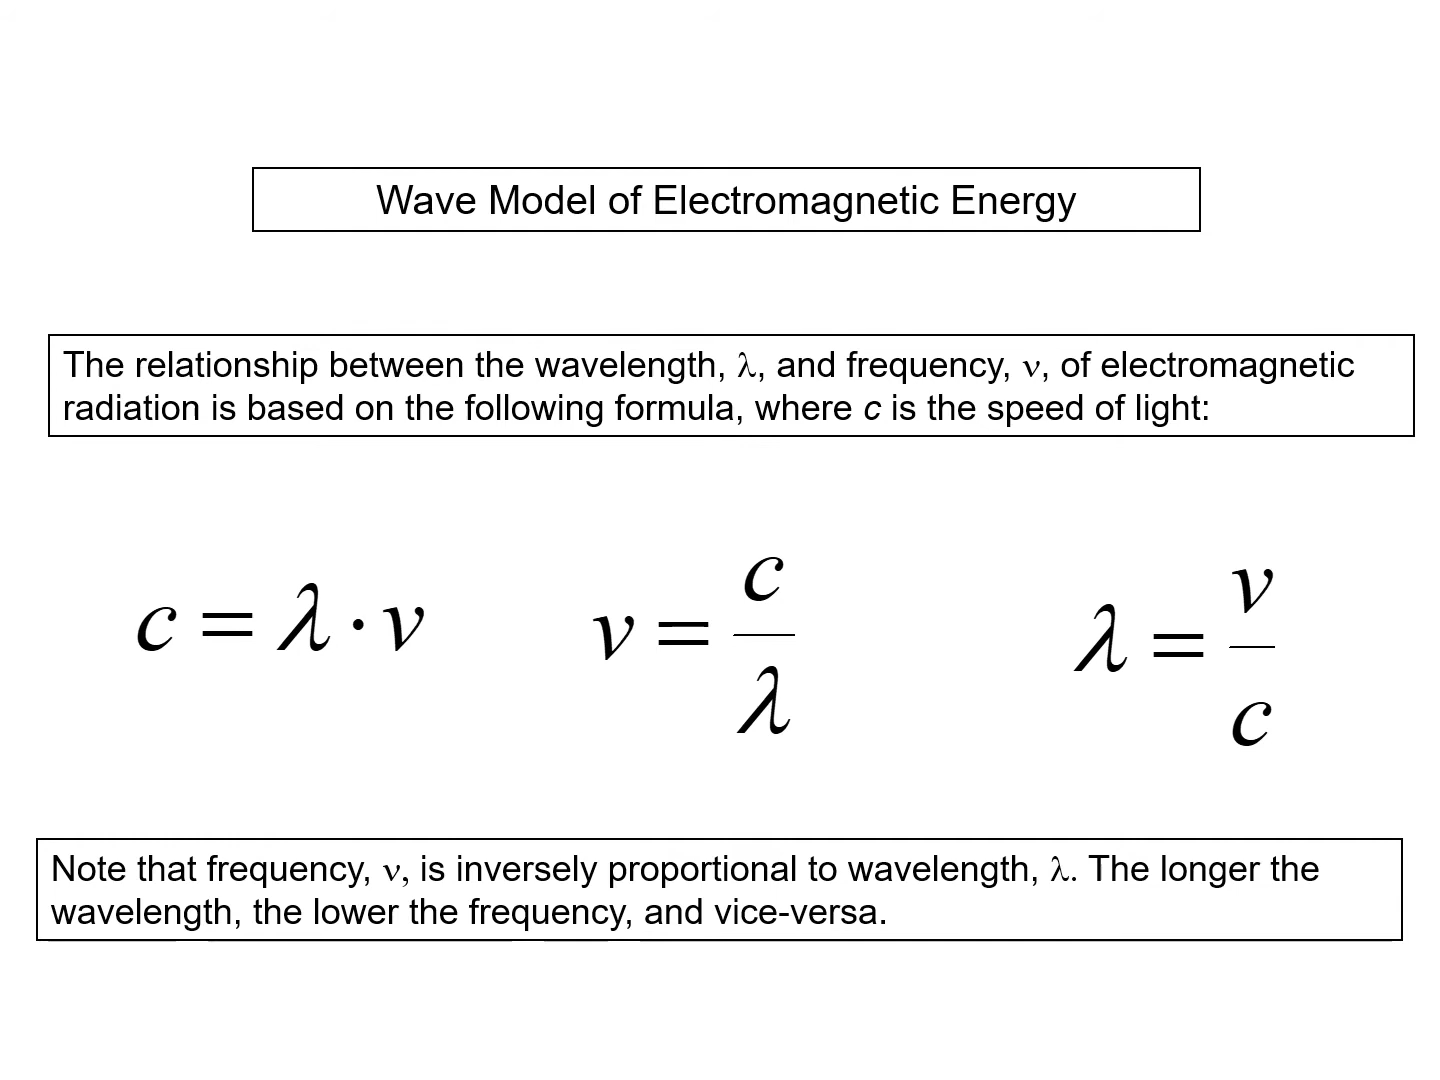 Wave Model of Electromagnetic Energy
The relationship between the wavelength, λ, and frequency, ν, of electromagnetic
radiation is based on the following formula, where c is the speed of light:
c = λ · v
v = c / λ
λ = v / c
Note that frequency, ν, is inversely proportional to wavelength, λ. The longer the
wavelength, the lower the frequency, and vice-versa.